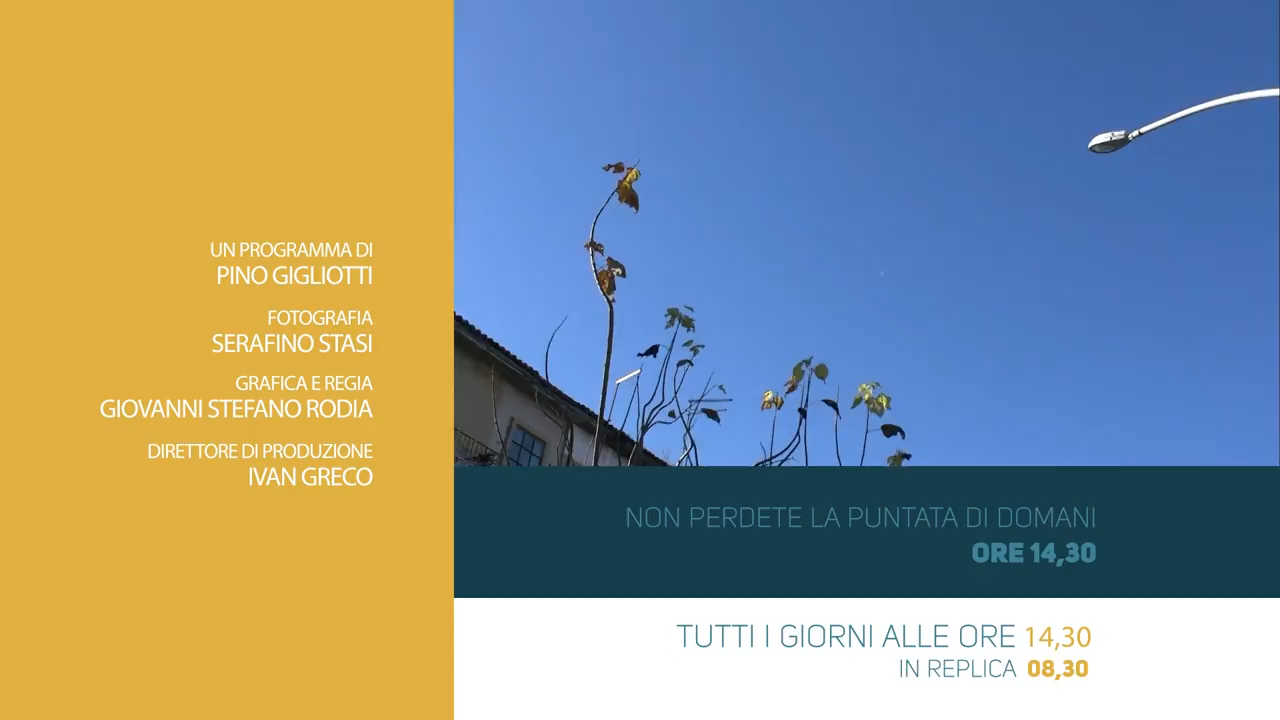 UN PROGRAMMA DI
PINO GIGLIOTTI
FOTOGRAFIA
SERAFINO STASI
GRAFICA E REGIA
GIOVANNI STEFANO RODIA
DIRETTORE DI PRODUZIONE
IVAN GRECO
NON PERDETE LA PUNTATA DI DOMANI
ORE 14,30
TUTTI I GIORNI ALLE ORE 14,30
IN REPLICA 08,30